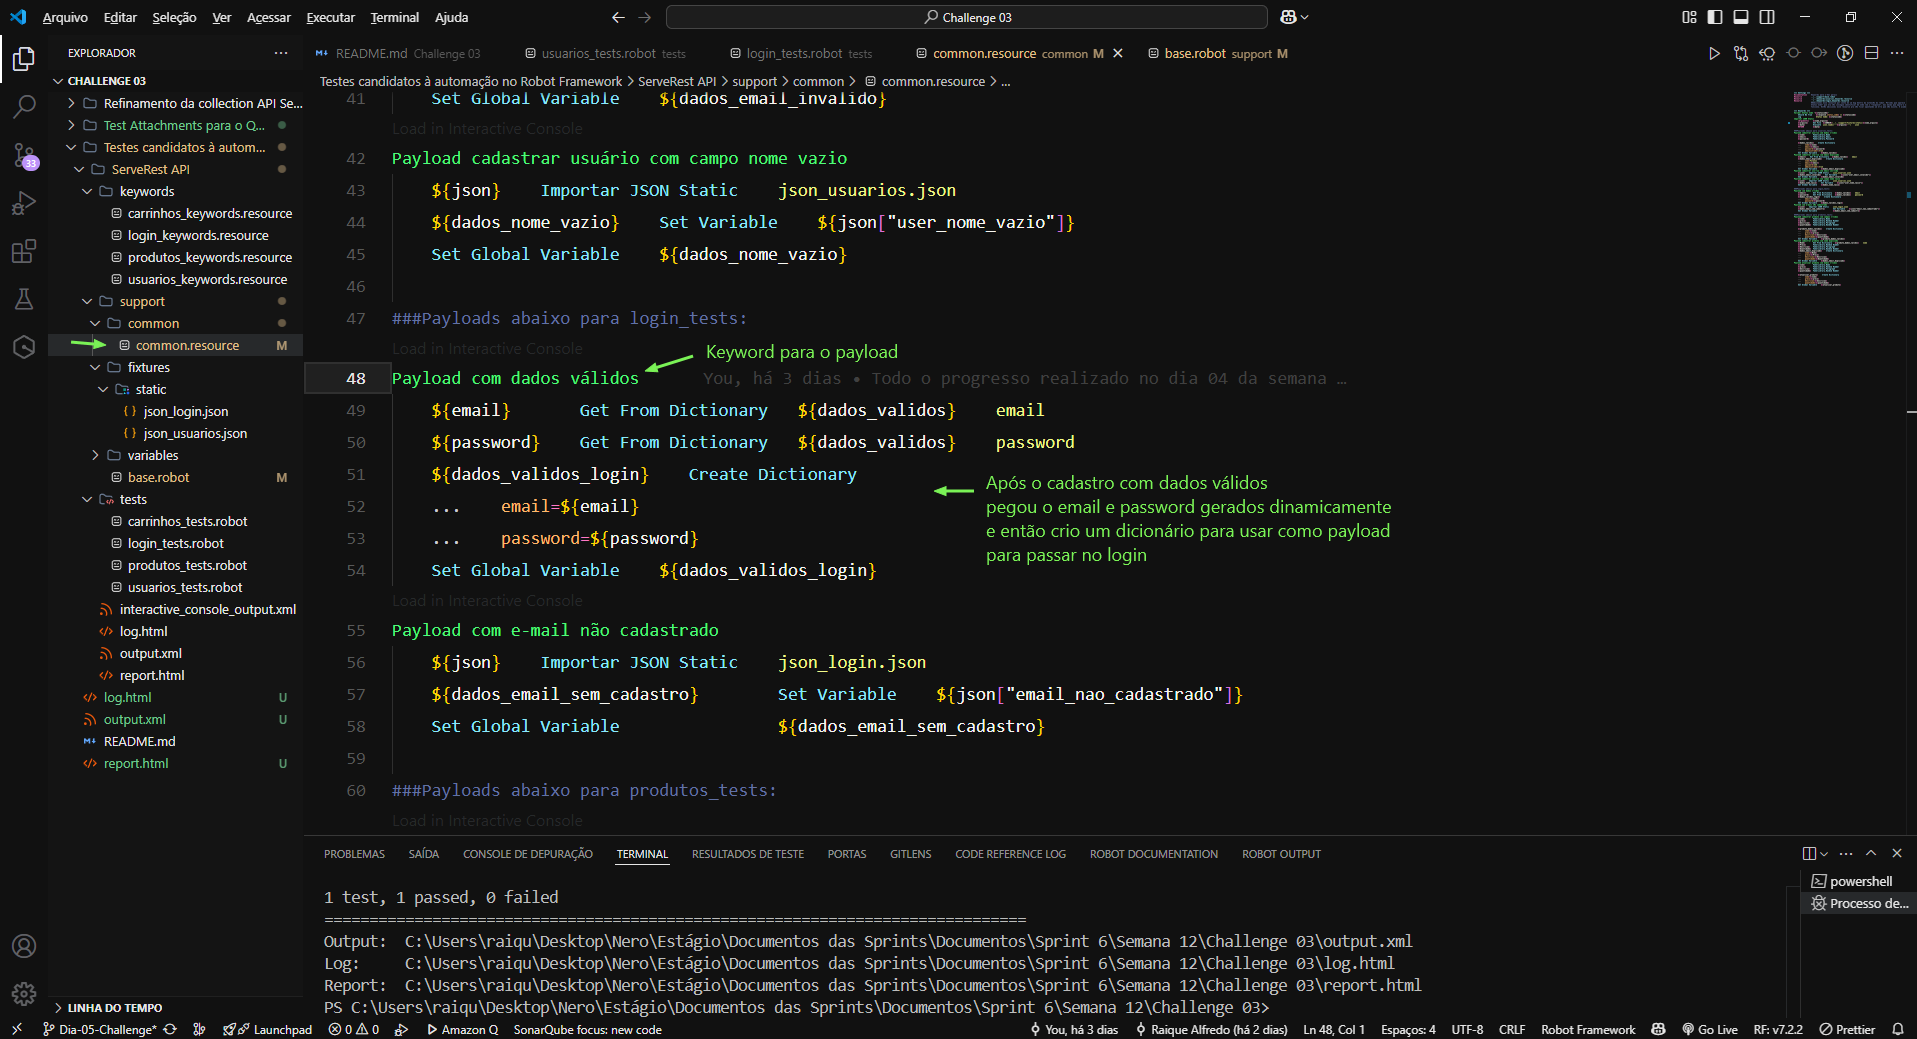 Arquivo Editar Seleção Ver Acessar Executar Terminal Ajuda
Challenge 03
EXPLORADOR
CHALLENGE 03
Refinamento da collection API Se...
Test Attachments para o Q...
Testes candidatos à autom...
ServeRest API
keywords
carrinhos_keywords.resource
login_keywords.resource
produtos_keywords.resource
usuarios_keywords.resource
support
common
common.resource M
fixtures
static
json_login.json
json_usuarios.json
variables
base.robot M
tests
carrinhos_tests.robot
login_tests.robot
produtos_tests.robot
usuarios_tests.robot
interactive_console_output.xml
log.html
output.xml
report.html
log.html U
output.xml U
README.md
report.html U
LINHA DO TEMPO
33
README.md Challenge 03
usuarios_tests.robot tests
login_tests.robot tests
common.resource common M
base.robot support M
Testes candidatos à automação no Robot Framework > ServeRest API > support > common > common.resource > ...
41 Set Global Variable ${dados_email_invalido}
Load in Interactive Console
42 Payload cadastrar usuário com campo nome vazio
43 ${json} Importar JSON Static json_usuarios.json
44 ${dados_nome_vazio} Set Variable ${json["user_nome_vazio"]}
45 Set Global Variable ${dados_nome_vazio}
46
47 ###Payloads abaixo para login_tests:
Load in Interactive Console
Keyword para o payload
48 Payload com dados válidos You, há 3 dias • Todo o progresso realizado no dia 04 da semana …
49 ${email} Get From Dictionary ${dados_validos} email
50 ${password} Get From Dictionary ${dados_validos} password
51 ${dados_validos_login} Create Dictionary
52 ... email=${email}
53 ... password=${password}
54 Set Global Variable ${dados_validos_login}
Após o cadastro com dados válidos
pegou o email e password gerados dinamicamente
e então crio um dicionário para usar como payload
para passar no login
Load in Interactive Console
55 Payload com e-mail não cadastrado
56 ${json} Importar JSON Static json_login.json
57 ${dados_email_sem_cadastro} Set Variable ${json["email_nao_cadastrado"]}
58 Set Global Variable ${dados_email_sem_cadastro}
59
60 ###Payloads abaixo para produtos_tests:
Load in Interactive Console
PROBLEMAS SAÍDA CONSOLE DE DEPURAÇÃO TERMINAL RESULTADOS DE TESTE PORTAS GITLENS CODE REFERENCE LOG ROBOT DOCUMENTATION ROBOT OUTPUT
1 test, 1 passed, 0 failed
==============================================================================
Output: C:\Users\raiqu\Desktop\Nero\Estágio\Documentos das Sprints\Documentos\Sprint 6\Semana 12\Challenge 03\output.xml
Log: C:\Users\raiqu\Desktop\Nero\Estágio\Documentos das Sprints\Documentos\Sprint 6\Semana 12\Challenge 03\log.html
Report: C:\Users\raiqu\Desktop\Nero\Estágio\Documentos das Sprints\Documentos\Sprint 6\Semana 12\Challenge 03\report.html
PS C:\Users\raiqu\Desktop\Nero\Estágio\Documentos das Sprints\Documentos\Sprint 6\Semana 12\Challenge 03>
powershell
Processo de...
Dia-05-Challenge* Launchpad 0 0 Amazon Q SonarQube focus: new code You, há 3 dias Raique Alfredo (há 2 dias) Ln 48, Col 1 Espaços: 4 UTF-8 CRLF Robot Framework Go Live RF: v7.2.2 Prettier